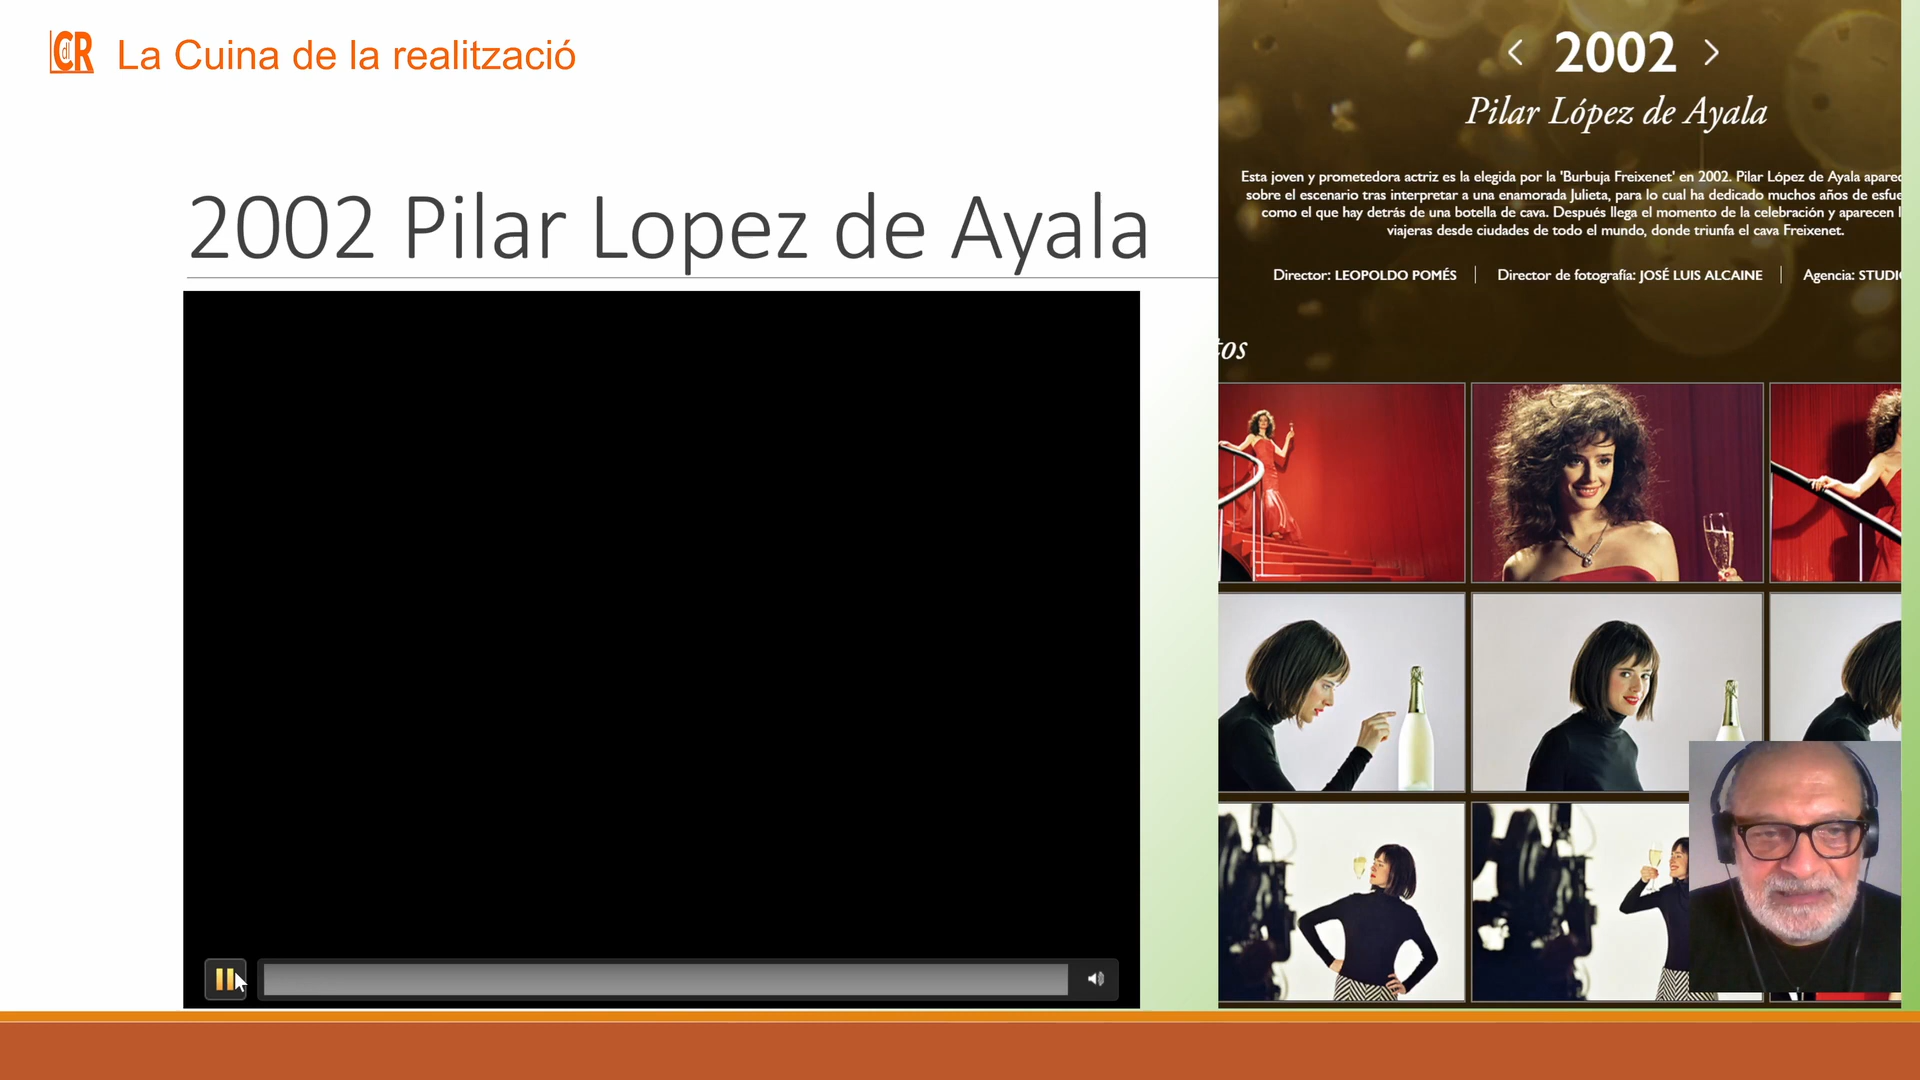 CdlR La Cuina de la realització
2002 Pilar Lopez de Ayala
2002
Pilar López de Ayala
Esta joven y prometedora actriz es la elegida por la 'Burbuja Freixenet' en 2002. Pilar López de Ayala
sobre el escenario tras interpretar a una enamorada Julieta, para lo cual ha dedicado muchos años de
como el que hay detrás de una botella de cava. Después llega el momento de la celebración y aparecen
viajeras desde ciudades de todo el mundo, donde triunfa el cava Freixenet.
Director: LEOPOLDO POMÉS | Director de fotografía: JOSÉ LUIS ALCAINE | Agencia: